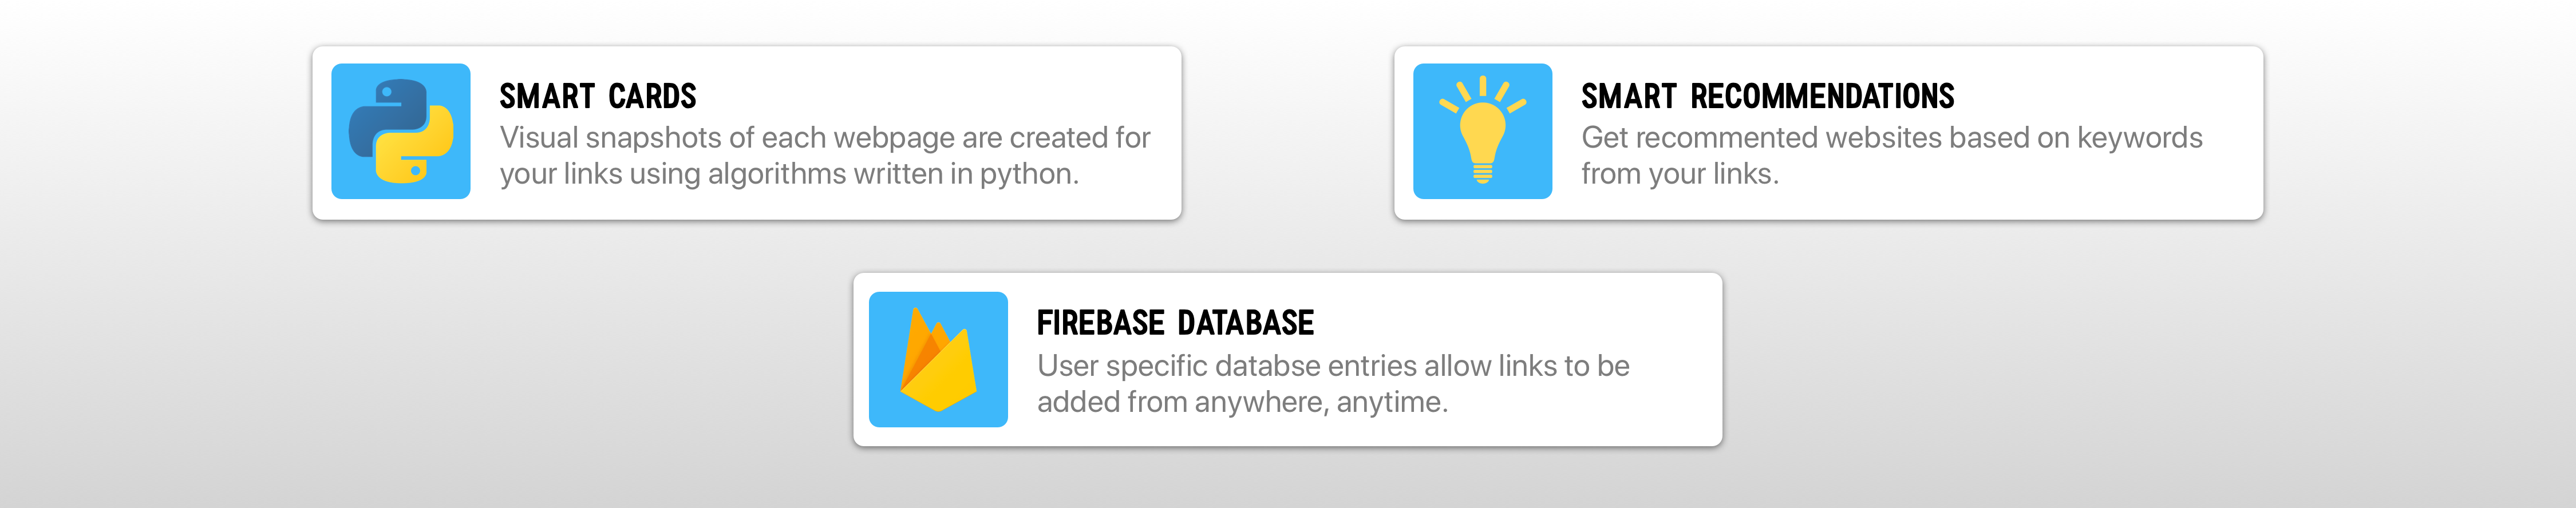 SMART CARDS
Visual snapshots of each webpage are created for
your links using algorithms written in python.
SMART RECOMMENDATIONS
Get recommented websites based on keywords
from your links.
FIREBASE DATABASE
User specific databse entries allow links to be
added from anywhere, anytime.